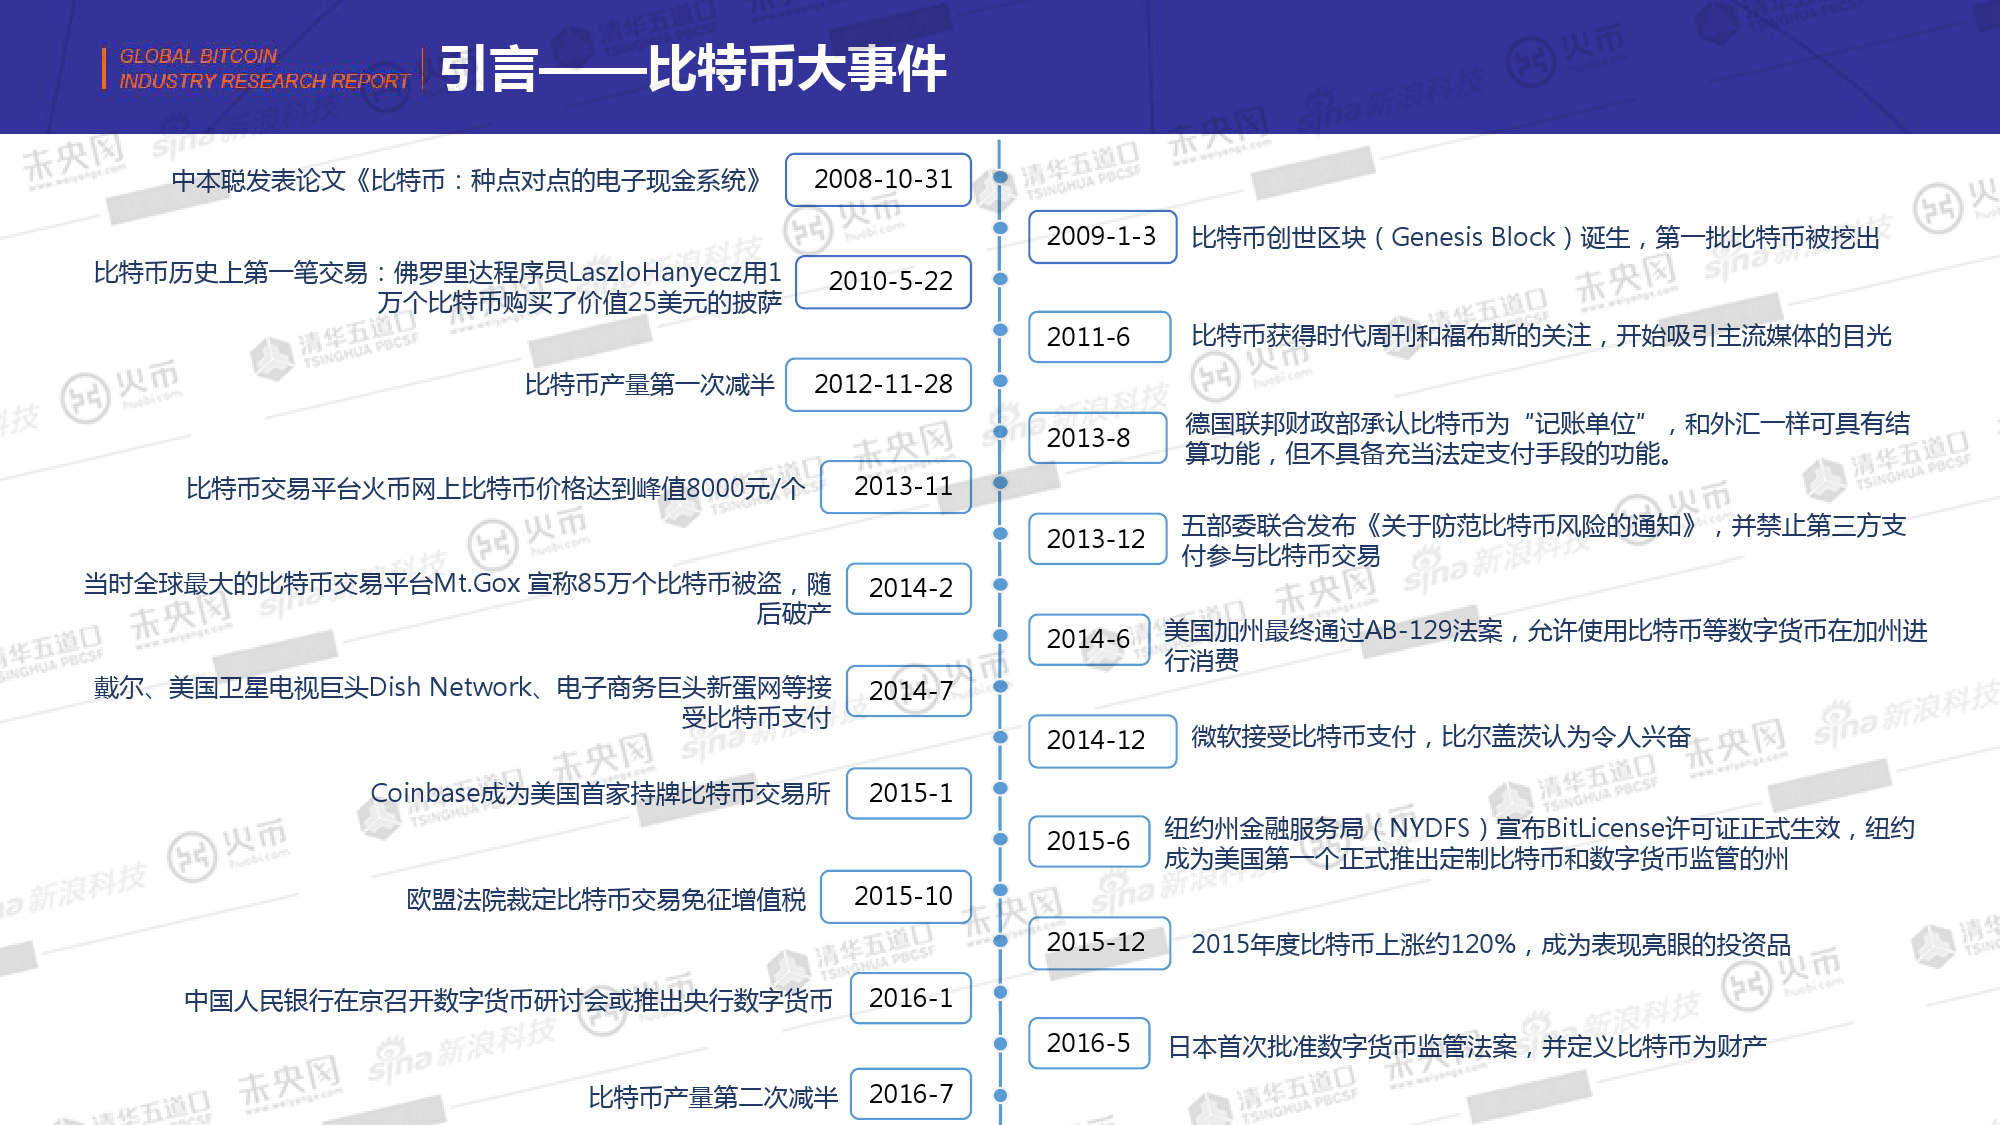 GLOBAL BITCOIN
INDUSTRY RESEARCH REPORT
引言——比特币大事件
中本聪发表论文《比特币：种点对点的电子现金系统》
2008-10-31
2009-1-3
比特币创世区块（Genesis Block）诞生，第一批比特币被挖出
比特币历史上第一笔交易：佛罗里达程序员LaszloHanyecz用1
万个比特币购买了价值25美元的披萨
2010-5-22
2011-6
比特币获得时代周刊和福布斯的关注，开始吸引主流媒体的目光
比特币产量第一次减半
2012-11-28
2013-8
德国联邦财政部承认比特币为“记账单位”，和外汇一样可具有结
算功能，但不具备充当法定支付手段的功能。
比特币交易平台火币网上比特币价格达到峰值8000元/个
2013-11
2013-12
五部委联合发布《关于防范比特币风险的通知》，并禁止第三方支
付参与比特币交易
当时全球最大的比特币交易平台Mt.Gox 宣称85万个比特币被盗，随
后破产
2014-2
2014-6
美国加州最终通过AB-129法案，允许使用比特币等数字货币在加州进
行消费
戴尔、美国卫星电视巨头Dish Network、电子商务巨头新蛋网等接
受比特币支付
2014-7
2014-12
微软接受比特币支付，比尔盖茨认为令人兴奋
Coinbase成为美国首家持牌比特币交易所
2015-1
2015-6
纽约州金融服务局（NYDFS）宣布BitLicense许可证正式生效，纽约
成为美国第一个正式推出定制比特币和数字货币监管的州
欧盟法院裁定比特币交易免征增值税
2015-10
2015-12
2015年度比特币上涨约120%，成为表现亮眼的投资品
中国人民银行在京召开数字货币研讨会或推出央行数字货币
2016-1
2016-5
日本首次批准数字货币监管法案，并定义比特币为财产
比特币产量第二次减半
2016-7